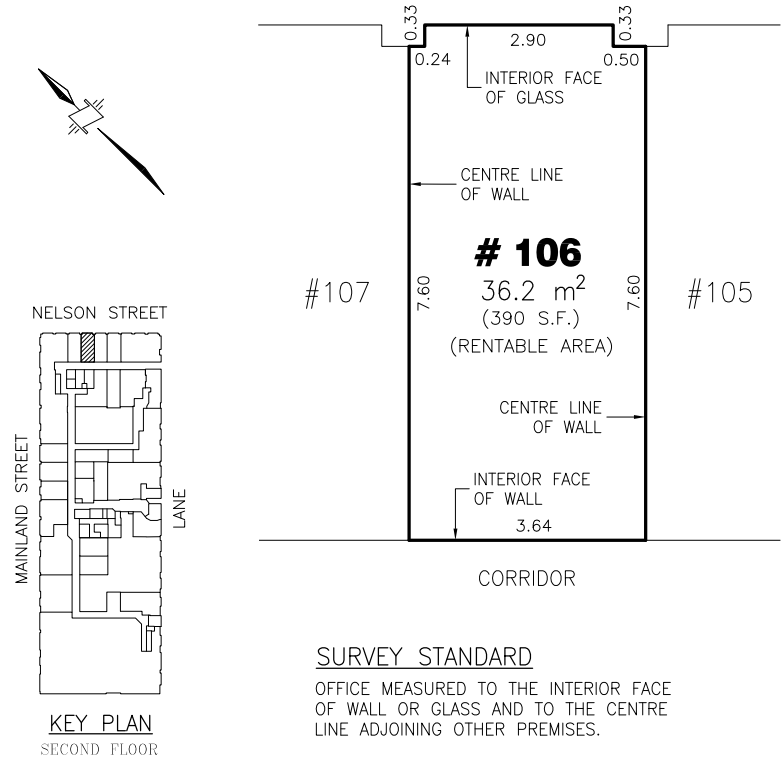 0.33
0.33
2.90
0.24
0.50
INTERIOR FACE
OF GLASS
CENTRE LINE
OF WALL
# 106
36.2 m²
(390 S.F.)
(RENTABLE AREA)
#107
7.60
7.60
#105
CENTRE LINE
OF WALL
INTERIOR FACE
OF WALL
3.64
CORRIDOR
NELSON STREET
MAINLAND STREET
LANE
KEY PLAN
SECOND FLOOR
SURVEY STANDARD
OFFICE MEASURED TO THE INTERIOR FACE
OF WALL OR GLASS AND TO THE CENTRE
LINE ADJOINING OTHER PREMISES.